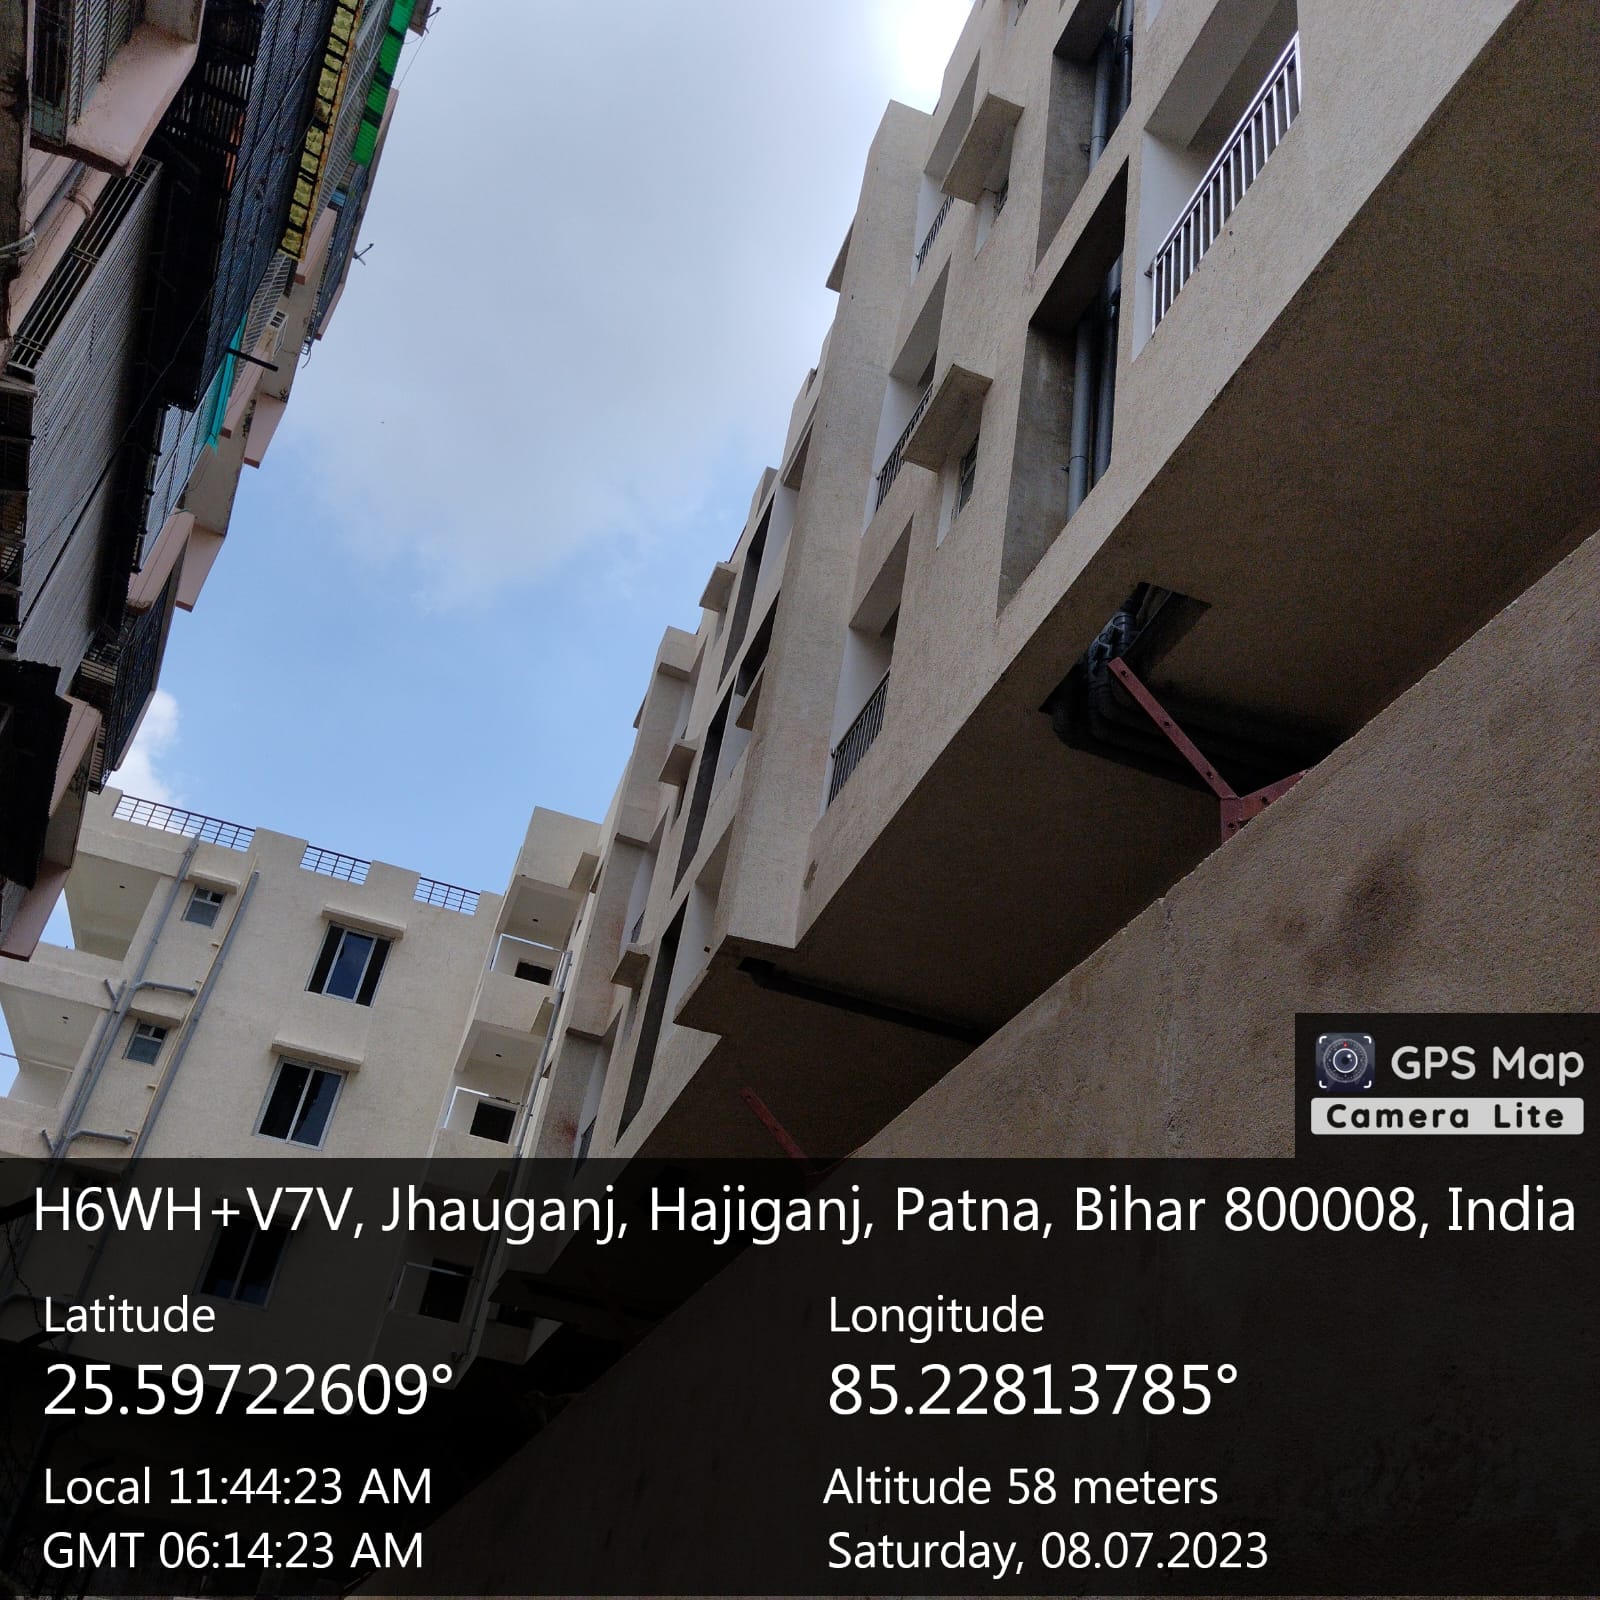 GPS Map
Camera Lite
H6WH+V7V, Jhauganj, Hajiganj, Patna, Bihar 800008, India
Latitude
25.59722609°
Longitude
85.22813785°
Local 11:44:23 AM
GMT 06:14:23 AM
Altitude 58 meters
Saturday, 08.07.2023